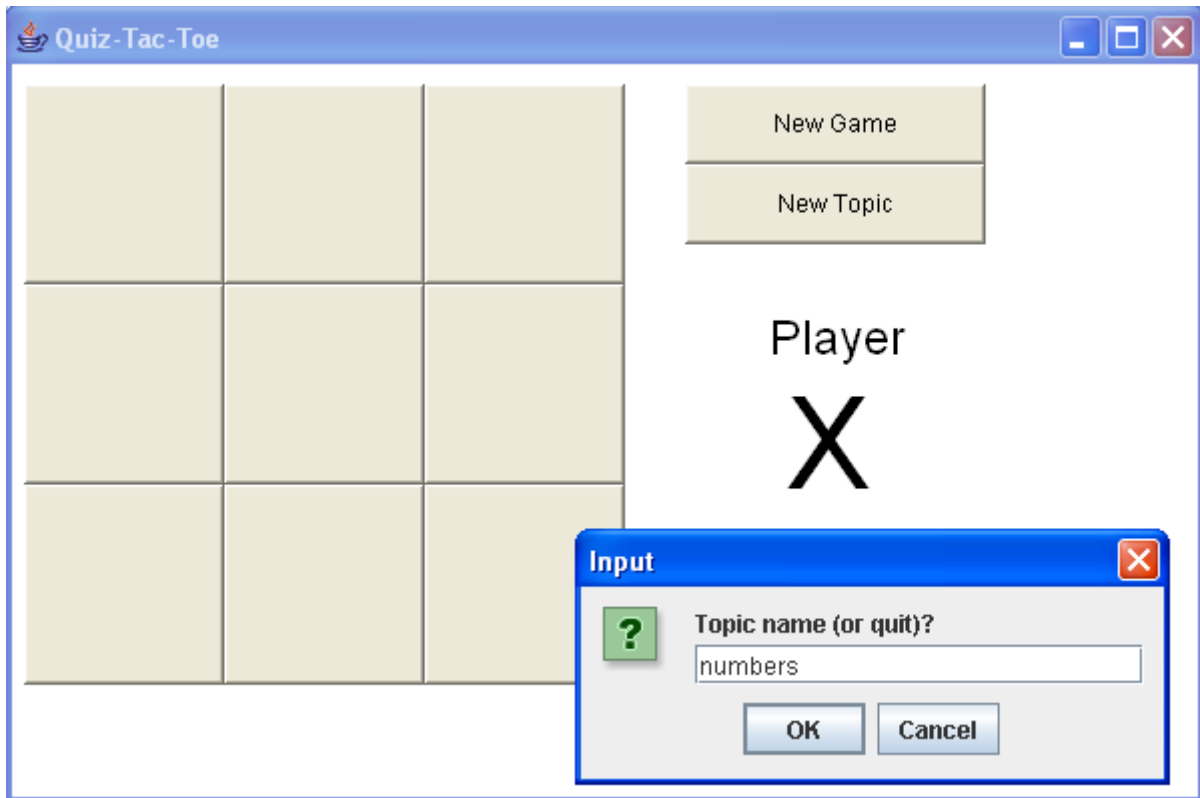 Quiz-Tac-Toe
New Game
New Topic
Player
X
Input
?
Topic name (or quit)?
numbers
OK
Cancel